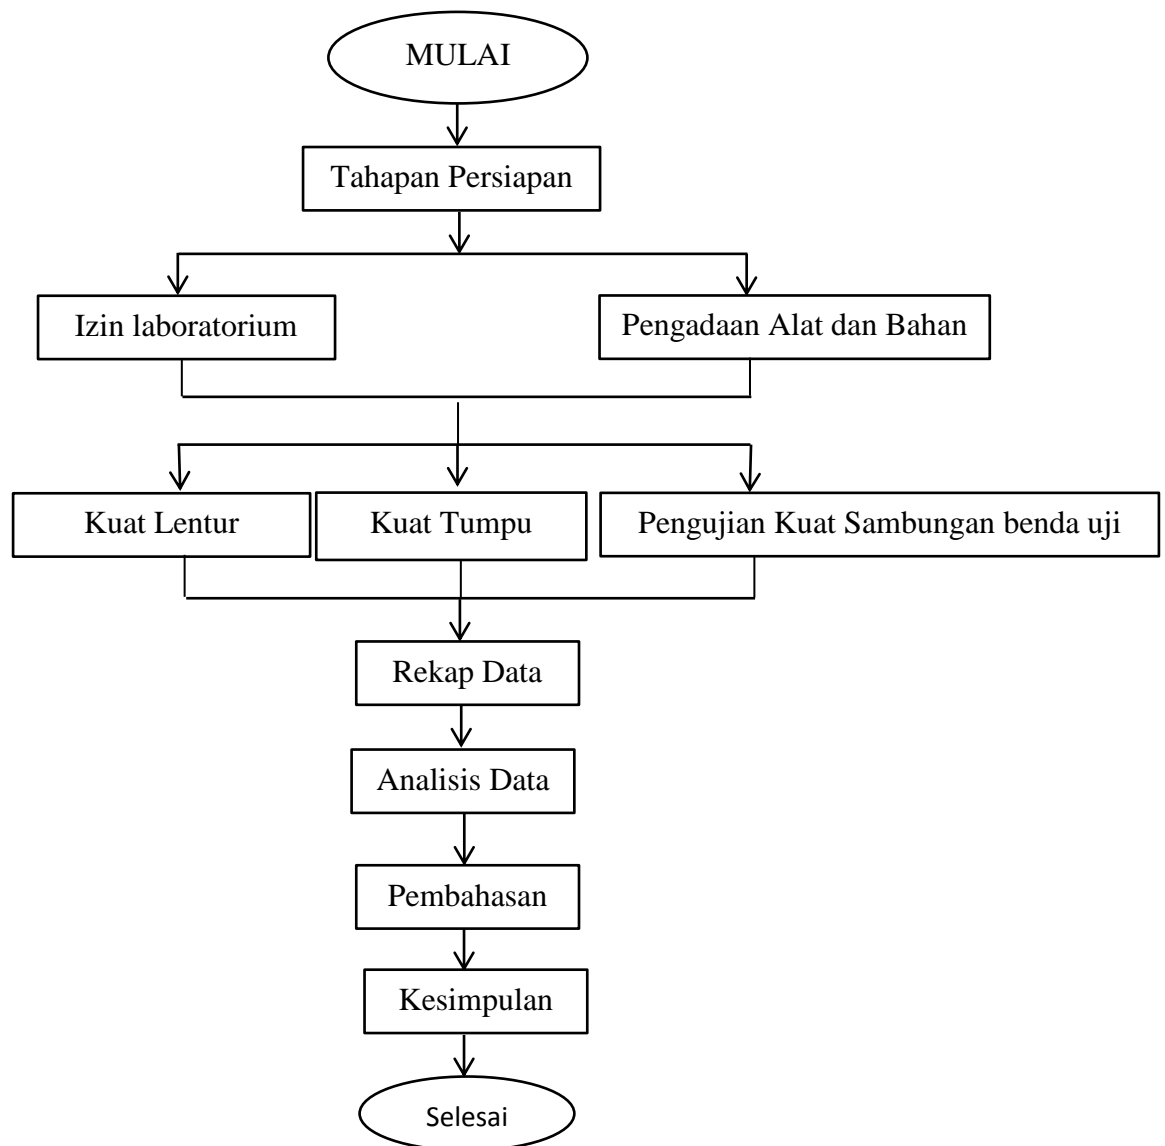 MULAI
Tahapan Persiapan
Izin laboratorium
Pengadaan Alat dan Bahan
Kuat Lentur
Kuat Tumpu
Pengujian Kuat Sambungan benda uji
Rekap Data
Analisis Data
Pembahasan
Kesimpulan
Selesai